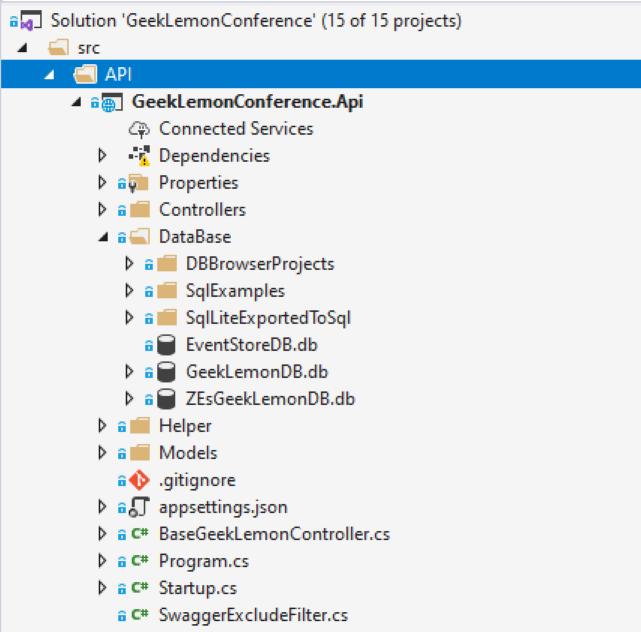 Solution 'GeekLemonConference' (15 of 15 projects)
src
API
GeekLemonConference.Api
Connected Services
Dependencies
Properties
Controllers
DataBase
DBBrowserProjects
SqlExamples
SqlLiteExportedToSql
EventStoreDB.db
GeekLemonDB.db
ZEsGeekLemonDB.db
Helper
Models
.gitignore
appsettings.json
C# BaseGeekLemonController.cs
C# Program.cs
C# Startup.cs
C# SwaggerExcludeFilter.cs